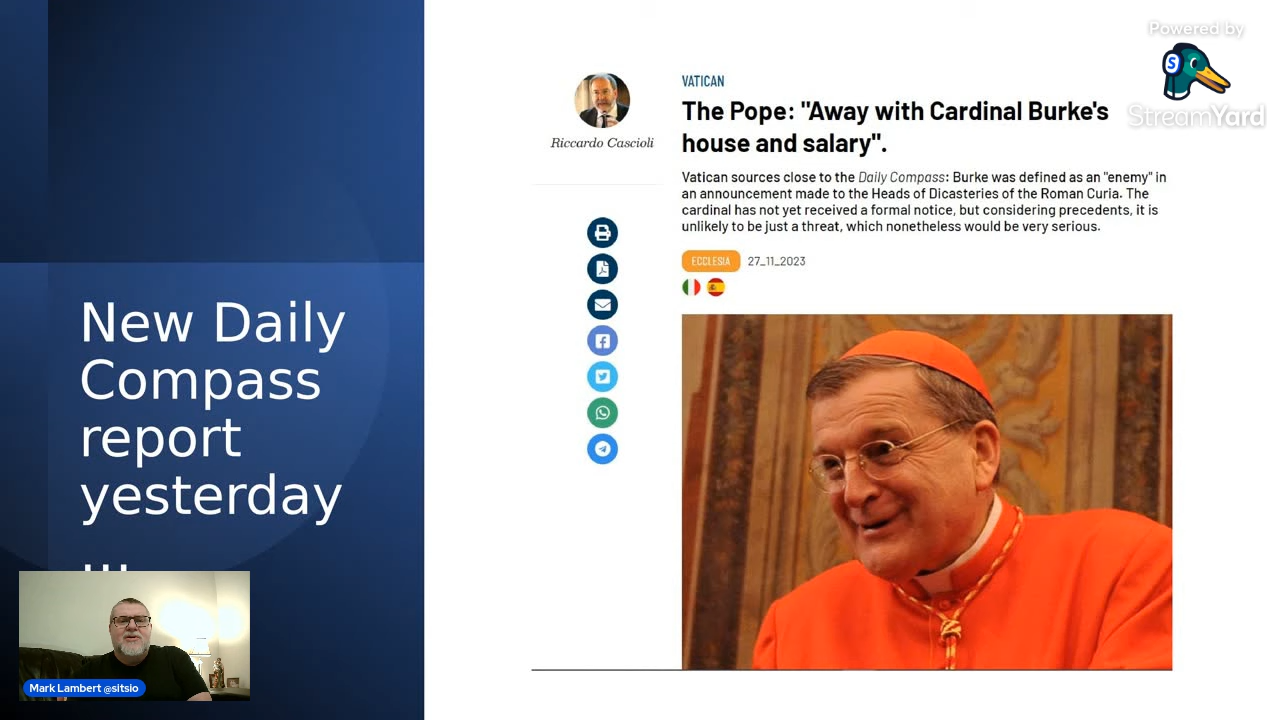 New Daily
Compass
report
yesterday
...
Mark Lambert @sitsio
Riccardo Cascioli
VATICAN
The Pope: "Away with Cardinal Burke's
house and salary".
Vatican sources close to the Daily Compass: Burke was defined as an "enemy" in
an announcement made to the Heads of Dicasteries of the Roman Curia. The
cardinal has not yet received a formal notice, but considering precedents, it is
unlikely to be just a threat, which nonetheless would be very serious.
ECCLESIA 27_11_2023
Powered by
S
StreamYard